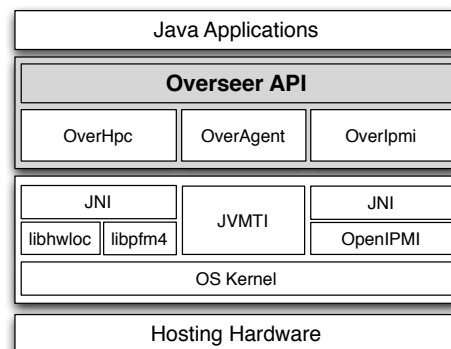 Java Applications
Overseer API
OverHpc OverAgent OverIpmi
JNI JVMTI JNI
libhwloc libpfm4 OpenIPMI
OS Kernel
Hosting Hardware